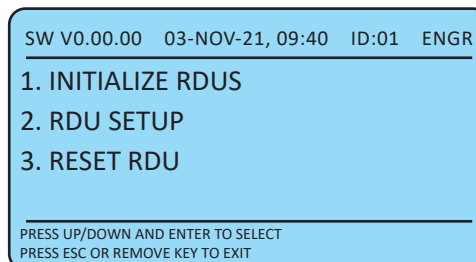 SW V0.00.00 03-NOV-21, 09:40 ID:01 ENGR
1. INITIALIZE RDUS
2. RDU SETUP
3. RESET RDU
PRESS UP/DOWN AND ENTER TO SELECT
PRESS ESC OR REMOVE KEY TO EXIT